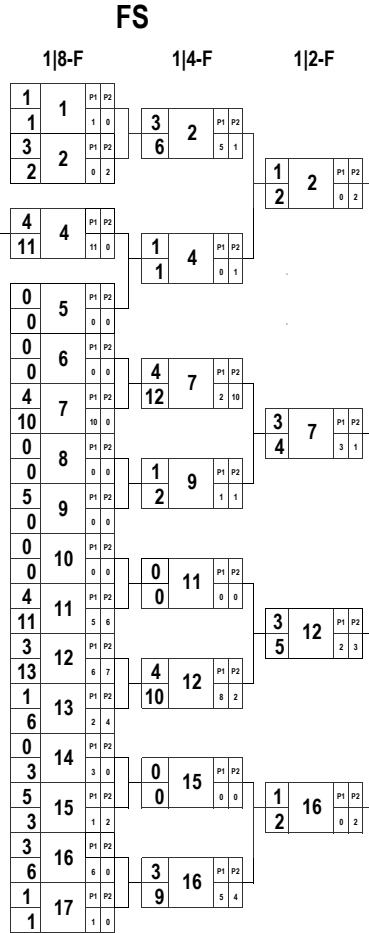 FS
1|8-F 1|4-F 1|2-F
1 1 P1 P2
1 1 0
3 2 P1 P2
2 0 2
4 4 P1 P2
11 11 0
0 5 P1 P2
0 0 0
0 6 P1 P2
0 0 0
4 7 P1 P2
10 10 0
0 8 P1 P2
0 0 0
5 9 P1 P2
0 0 0
0 10 P1 P2
0 0 0
4 11 P1 P2
11 5 6
3 12 P1 P2
13 6 7
1 13 P1 P2
6 2 4
0 14 P1 P2
3 3 0
5 15 P1 P2
3 1 2
3 16 P1 P2
6 6 0
1 17 P1 P2
1 1 0
3 2 P1 P2
6 5 1
1 4 P1 P2
1 0 1
4 7 P1 P2
12 2 10
1 9 P1 P2
2 1 1
0 11 P1 P2
0 0 0
4 12 P1 P2
10 8 2
0 15 P1 P2
0 0 0
3 16 P1 P2
9 5 4
1 2 P1 P2
2 0 2
3 7 P1 P2
4 3 1
3 12 P1 P2
5 2 3
1 16 P1 P2
2 0 2